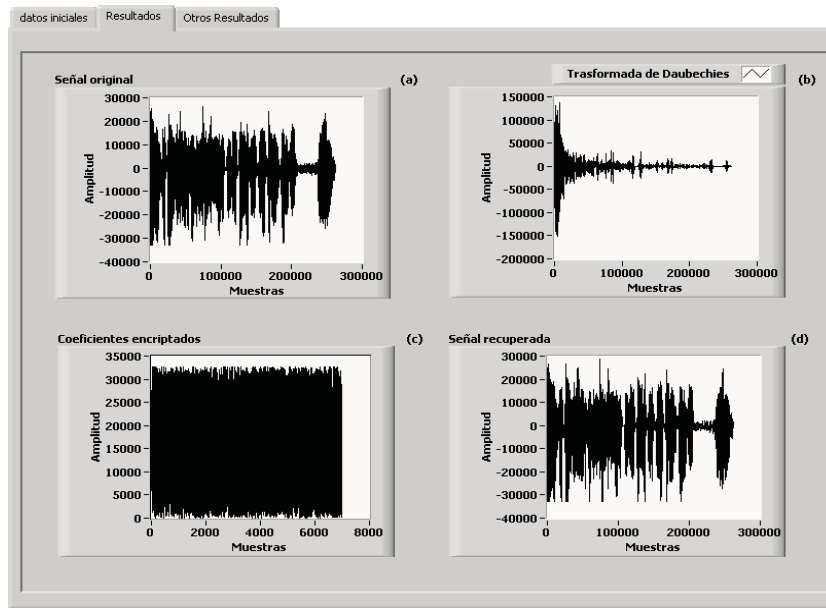 datos iniciales
Resultados
Otros Resultados
Señal original
(a)
30000
20000
10000
0
-10000
-20000
-30000
-40000
Amplitud
0
100000
200000
300000
Muestras
Trasformada de Daubechies
(b)
150000
100000
50000
0
-50000
-100000
-150000
-200000
Amplitud
0
100000
200000
300000
Muestras
Coeficientes encriptados
(c)
35000
30000
25000
20000
15000
10000
5000
0
Amplitud
0
2000
4000
6000
8000
Muestras
Señal recuperada
(d)
30000
20000
10000
0
-10000
-20000
-30000
-40000
Amplitud
0
100000
200000
300000
Muestras